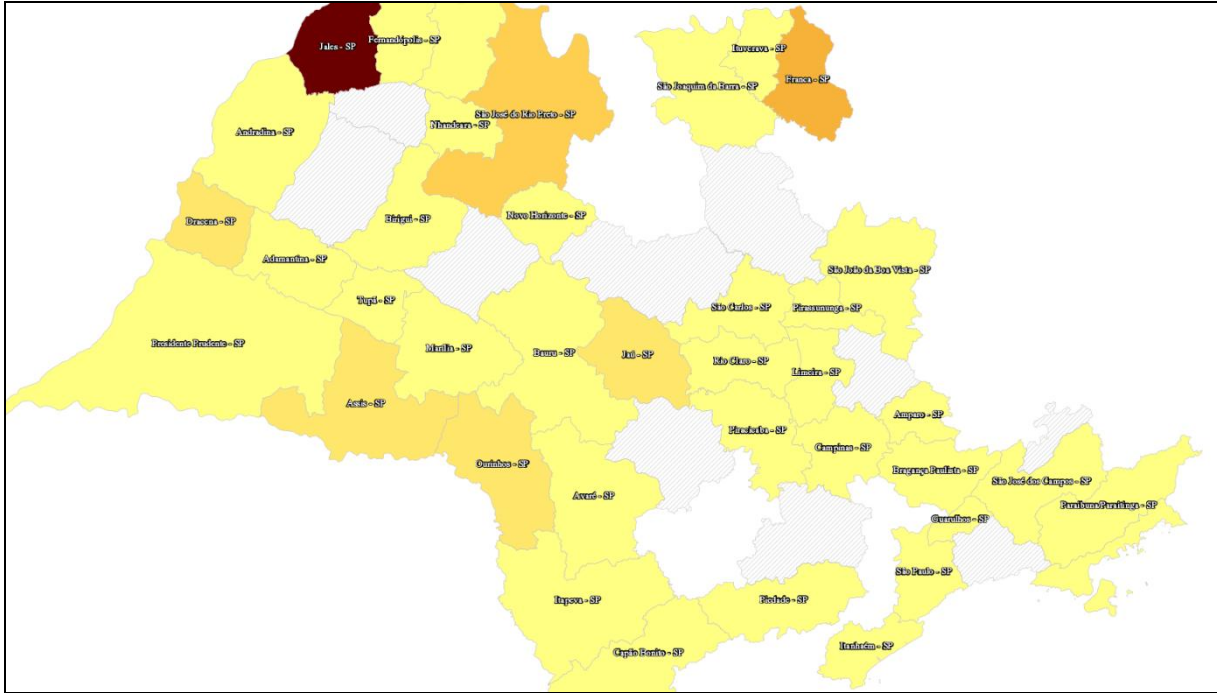 Jales - SP
Fernandópolis - SP
Ituverava - SP
Franca - SP
São Joaquim da Barra - SP
São José do Rio Preto - SP
Nhandeara - SP
Andradina - SP
Dracena - SP
Birigui - SP
Novo Horizonte - SP
Adamantina - SP
São João da Boa Vista - SP
Tupã - SP
São Carlos - SP
Pirassununga - SP
Presidente Prudente - SP
Marília - SP
Bauru - SP
Jaú - SP
Rio Claro - SP
Limeira - SP
Assis - SP
Amparo - SP
Piracicaba - SP
Campinas - SP
Ourinhos - SP
Bragança Paulista - SP
São José dos Campos - SP
Avaré - SP
Paraibuna/Paraitinga - SP
Guarulhos - SP
São Paulo - SP
Itapeva - SP
Piedade - SP
Itanhaém - SP
Capão Bonito - SP